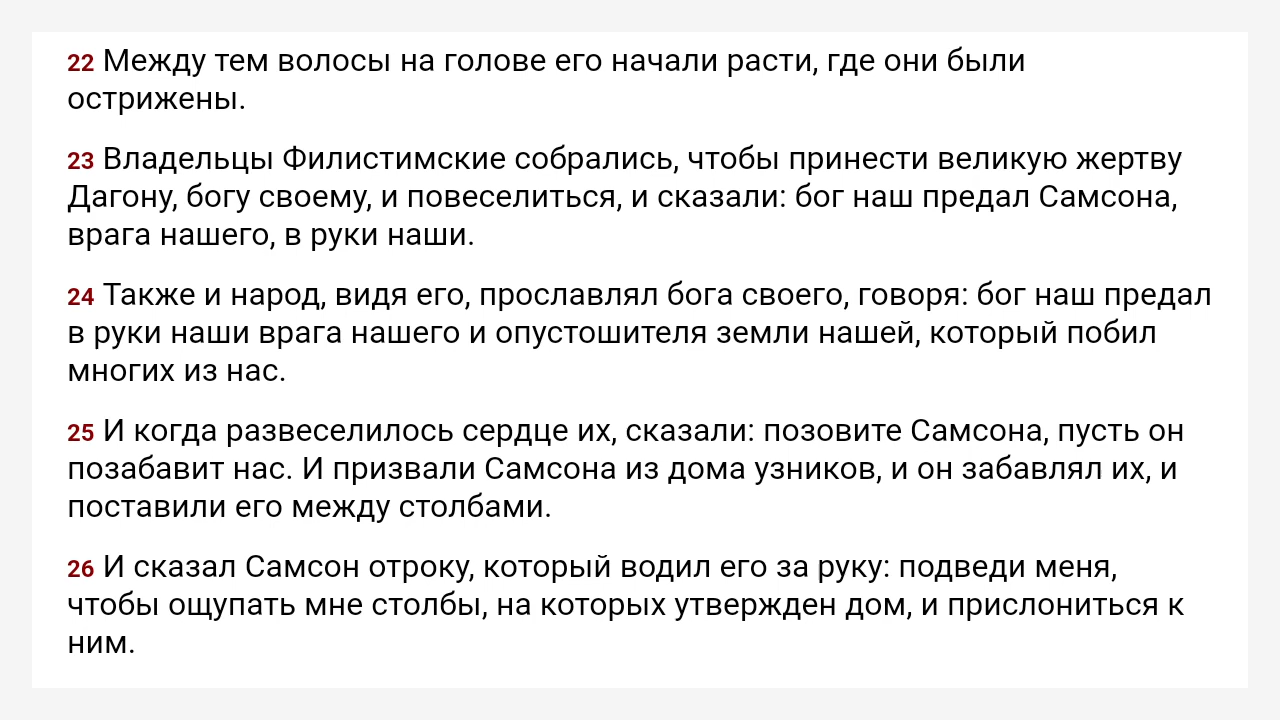 22 Между тем волосы на голове его начали расти, где они были
острижены.
23 Владельцы Филистимские собрались, чтобы принести великую жертву
Дагону, богу своему, и повеселиться, и сказали: бог наш предал Самсона,
врага нашего, в руки наши.
24 Также и народ, видя его, прославлял бога своего, говоря: бог наш предал
в руки наши врага нашего и опустошителя земли нашей, который побил
многих из нас.
25 И когда развеселилось сердце их, сказали: позовите Самсона, пусть он
позабавит нас. И призвали Самсона из дома узников, и он забавлял их, и
поставили его между столбами.
26 И сказал Самсон отроку, который водил его за руку: подведи меня,
чтобы ощупать мне столбы, на которых утвержден дом, и прислониться к
ним.